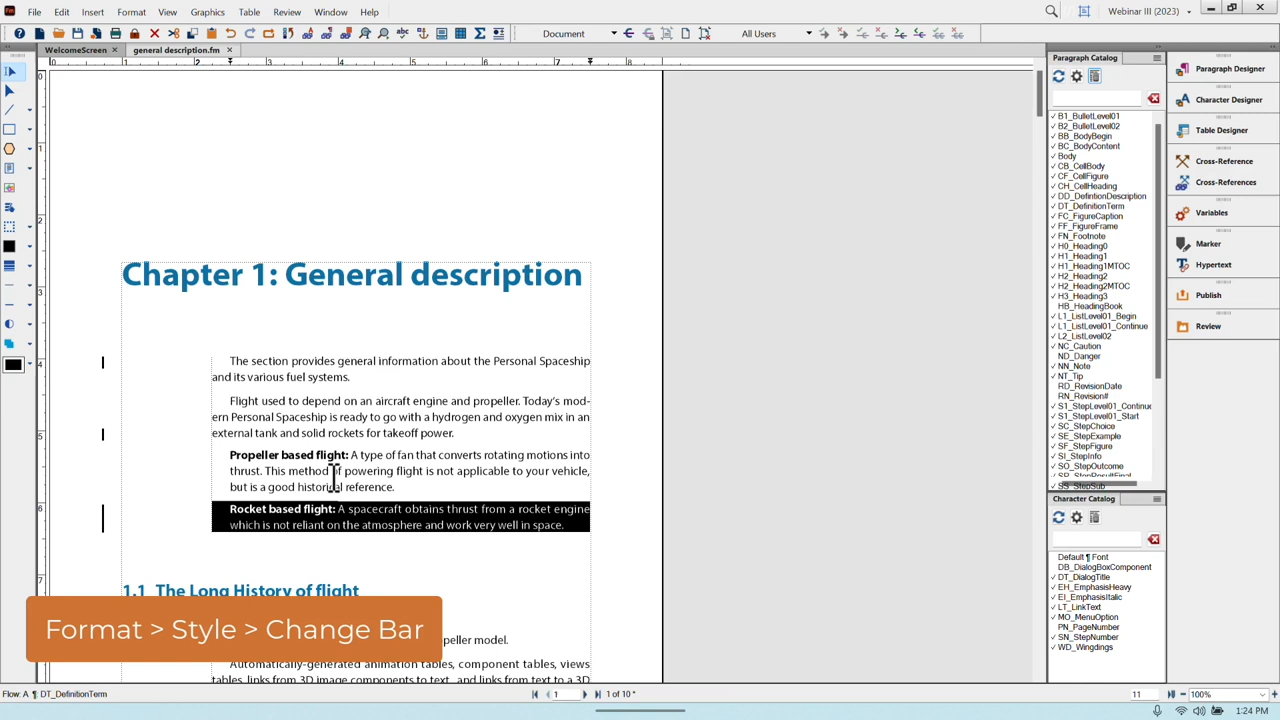 File Edit Insert Element Format View Graphics Table Review Window Help
Webinar III (2023)
Document
All Users
WelcomeScreen
general description.fm
Chapter 1: General description
The section provides general information about the Personal Spaceship
and its various fuel systems.
Flight used to depend on an aircraft engine and propeller. Today's mod-
ern Personal Spaceship is ready to go with a hdrogen and oxygen mix in an
external tank and solid rockets for takeoff power.
Propeller based flight: A type of fan that converts rotating motions into
thrust. This method of powering flight is not applicable to your vehicle,
but is a good historical reference.
Rocket based flight: A spacecraft obtains thrust from a rocket engine
which is not reliant on the atmosphere and work very well in space.
1.1 The Long History of flight
peller model.
Automatically-generated animation tables, component tables, views
tables, links from 3D image components to text, and links from text to a 3D
Format > Style > Change Bar
Flow: A ¶: DT_DefinitionTerm
1
1 of 10 *
11
100%
Paragraph Catalog
B1_BulletLevel01
B2_BulletLevel02
BB_BodyBegin
BC_BodyContent
Body
CB_CellBody
CF_CellFigure
CH_CellHeading
DD_DefintionDescription
DT_DefinitionTerm
FC_FigureCaption
FF_FigureFrame
FN_Footnote
H0_Heading0
H1_Heading1
H1_Heading1MTOC
H2_Heading2
H2_Heading2MTOC
H3_Heading3
HB_HeadingBook
L1_ListLevel01_Begin
L1_ListLevel01_Continue
L2_ListLevel02
NC_Caution
ND_Danger
NN_Note
NT_Tip
RD_RevisionDate
RN_Revision#
S1_StepLevel01_Continue
S1_StepLevel01_Start
SC_StepChoice
SE_StepExample
SF_StepFigure
SI_StepInfo
SO_StepOutcome
SS_StepSub
Character Catalog
Default ¶ Font
DB_DialogBoxComponent
DT_DialogTitle
EH_EmphasisHeavy
EI_EmphasisItalic
LT_LinkText
MO_MenuOption
PN_PageNumber
SN_StepNumber
WD_Wingdings
Paragraph Designer
Character Designer
Table Designer
Cross-Reference
Cross-References
Variables
Marker
Hypertext
Publish
Review
1:24 PM